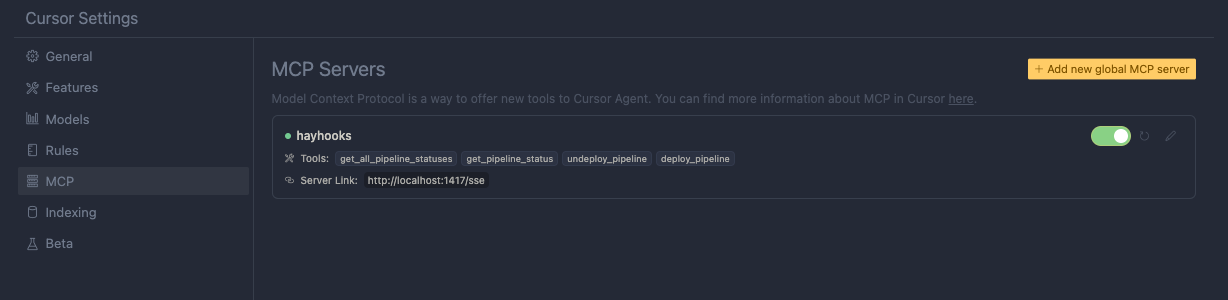 Cursor Settings
General
Features
Models
Rules
MCP
Indexing
Beta
MCP Servers
+ Add new global MCP server
Model Context Protocol is a way to offer new tools to Cursor Agent. You can find more information about MCP in Cursor here.
hayhooks
Tools: get_all_pipeline_statuses get_pipeline_status undeploy_pipeline deploy_pipeline
Server Link: http://localhost:1417/sse